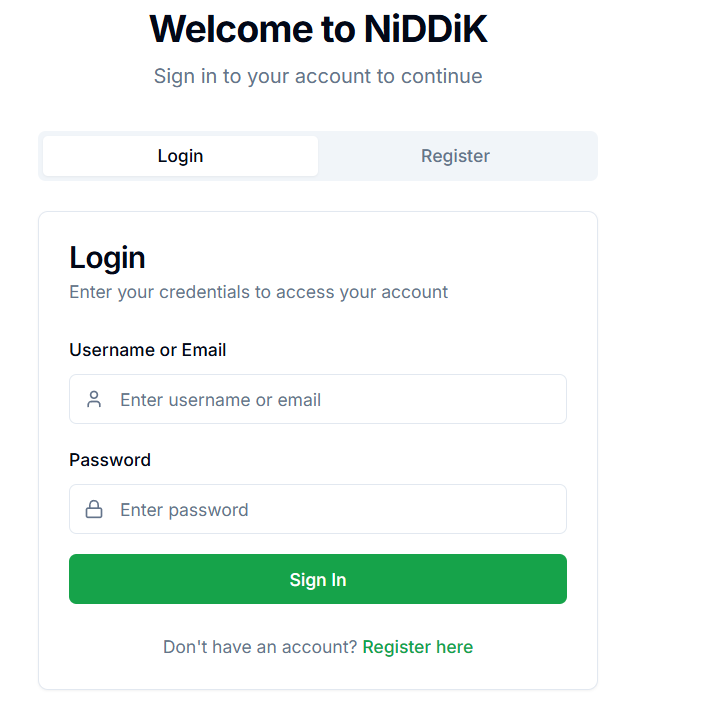 Welcome to NiDDiK
Sign in to your account to continue
Login
Register
Login
Enter your credentials to access your account
Username or Email
Enter username or email
Password
Enter password
Sign In
Don't have an account? Register here